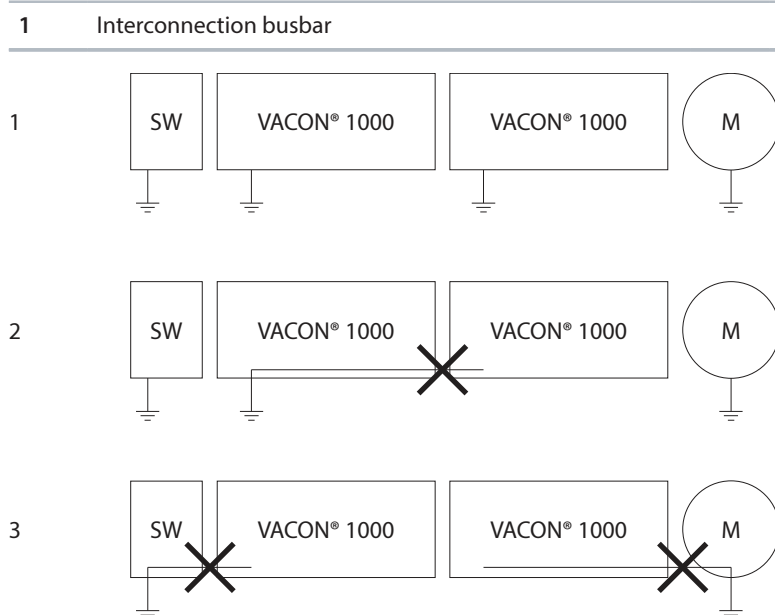 1 Interconnection busbar
1 SW VACON® 1000 VACON® 1000 M
2 SW VACON® 1000 VACON® 1000 M
3 SW VACON® 1000 VACON® 1000 M